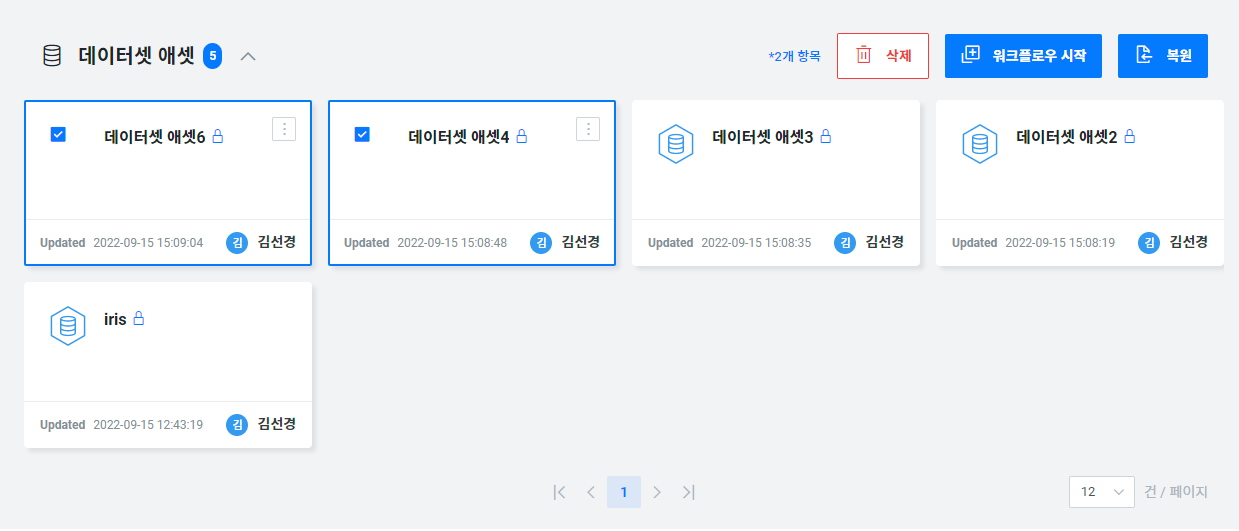 데이터셋 애셋 5
*2개 항목 삭제 워크플로우 시작 복원
데이터셋 애셋6
Updated 2022-09-15 15:09:04 김 김선경
데이터셋 애셋4
Updated 2022-09-15 15:08:48 김 김선경
데이터셋 애셋3
Updated 2022-09-15 15:08:35 김 김선경
데이터셋 애셋2
Updated 2022-09-15 15:08:19 김 김선경
iris
Updated 2022-09-15 12:43:19 김 김선경
1
12 건 / 페이지